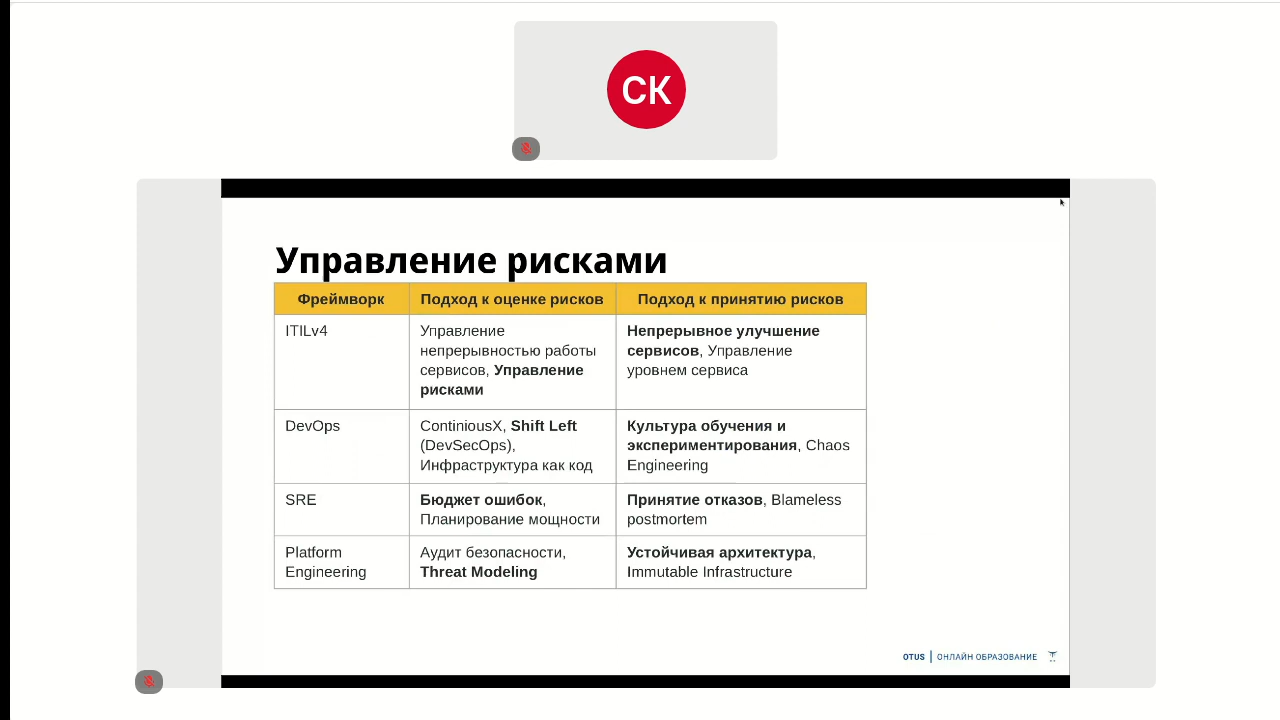 СК
Управление рисками
Фреймворк
Подход к оценке рисков
Подход к принятию рисков
ITILv4
Управление
непрерывностью работы
сервисов, Управление
рисками
Непрерывное улучшение
сервисов, Управление
уровнем сервиса
DevOps
ContiniousX, Shift Left
(DevSecOps),
Инфраструктура как код
Культура обучения и
экспериментирования, Chaos
Engineering
SRE
Бюджет ошибок,
Планирование мощности
Принятие отказов, Blameless
postmortem
Platform
Engineering
Аудит безопасности,
Threat Modeling
Устойчивая архитектура,
Immutable Infrastructure
OTUS | ОНЛАЙН ОБРАЗОВАНИЕ